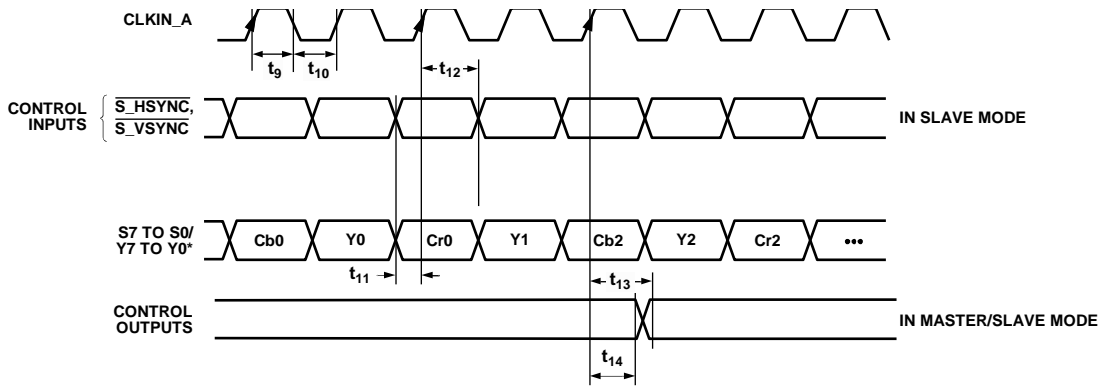 CLKIN_A
t9
t10
t12
CONTROL
INPUTS
S_HSYNC,
S_VSYNC
IN SLAVE MODE
S7 TO S0/
Y7 TO Y0*
Cb0
Y0
Cr0
Y1
Cb2
Y2
Cr2
•••
t11
t13
CONTROL
OUTPUTS
IN MASTER/SLAVE MODE
t14